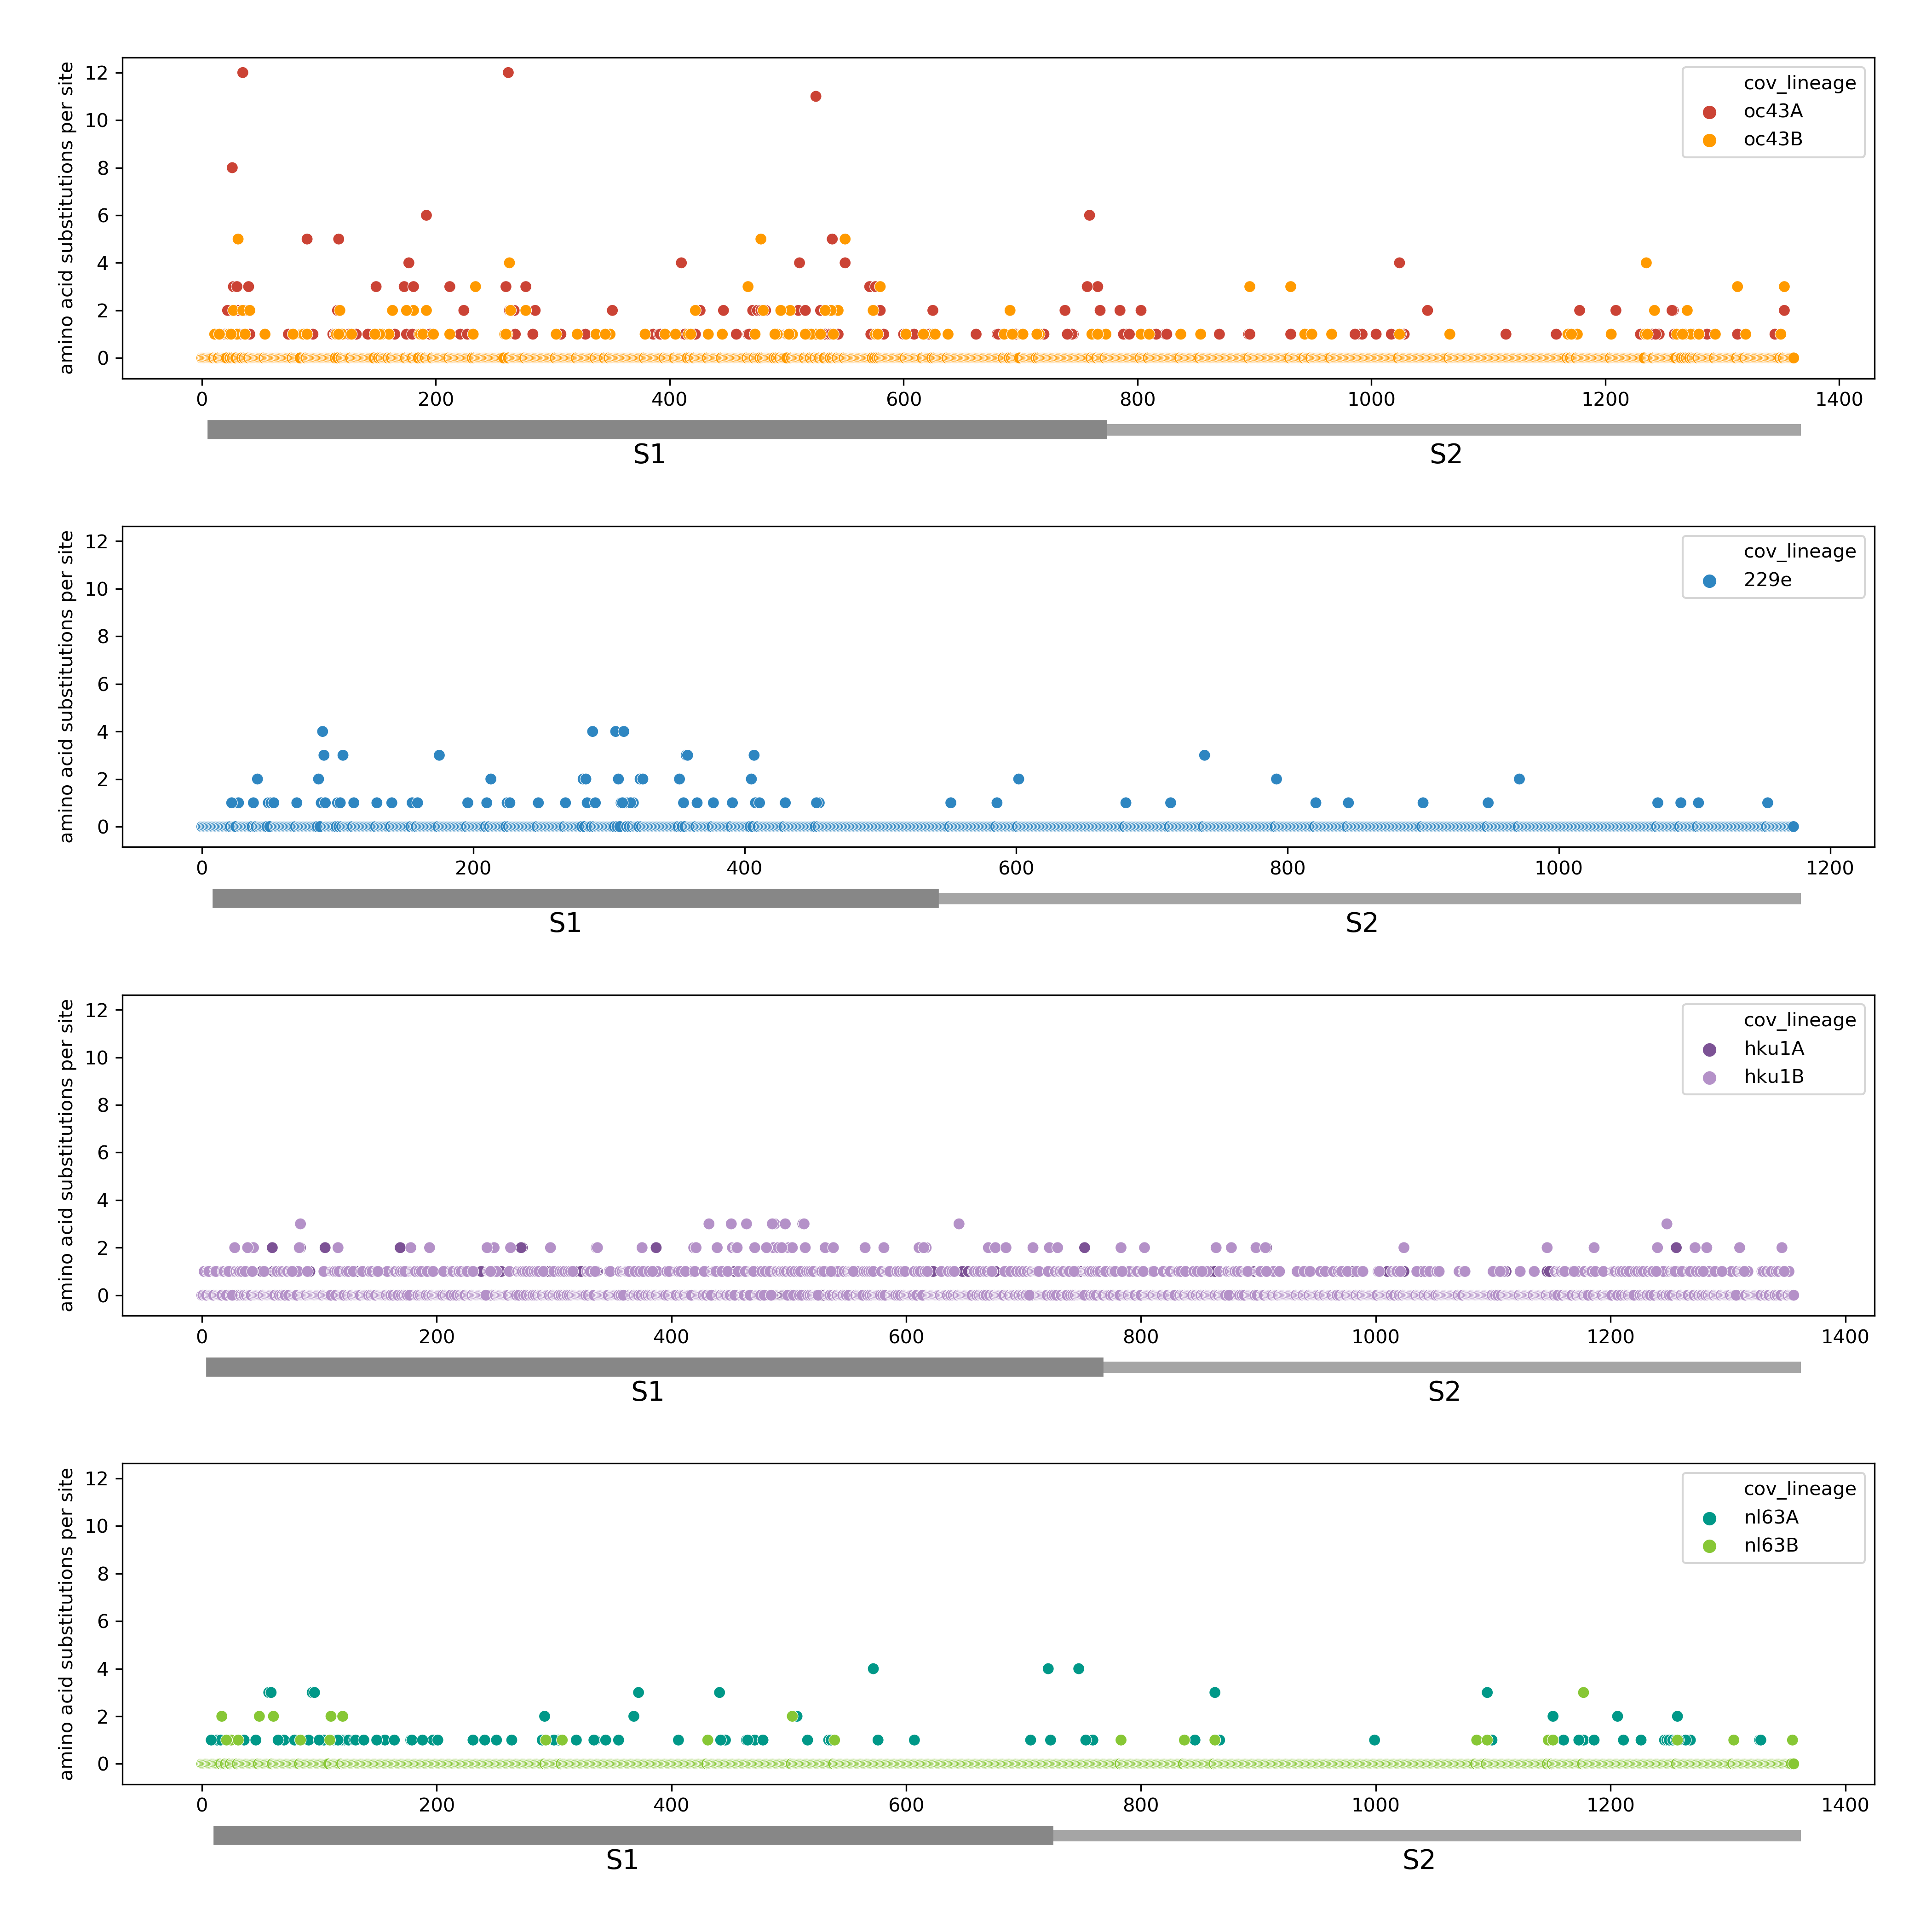 amino acid substitutions per site
12
10
8
6
4
2
0
cov_lineage
oc43A
oc43B
0 200 400 600 800 1000 1200 1400
S1 S2
amino acid substitutions per site
12
10
8
6
4
2
0
cov_lineage
229e
0 200 400 600 800 1000 1200
S1 S2
amino acid substitutions per site
12
10
8
6
4
2
0
cov_lineage
hku1A
hku1B
0 200 400 600 800 1000 1200 1400
S1 S2
amino acid substitutions per site
12
10
8
6
4
2
0
cov_lineage
nl63A
nl63B
0 200 400 600 800 1000 1200 1400
S1 S2